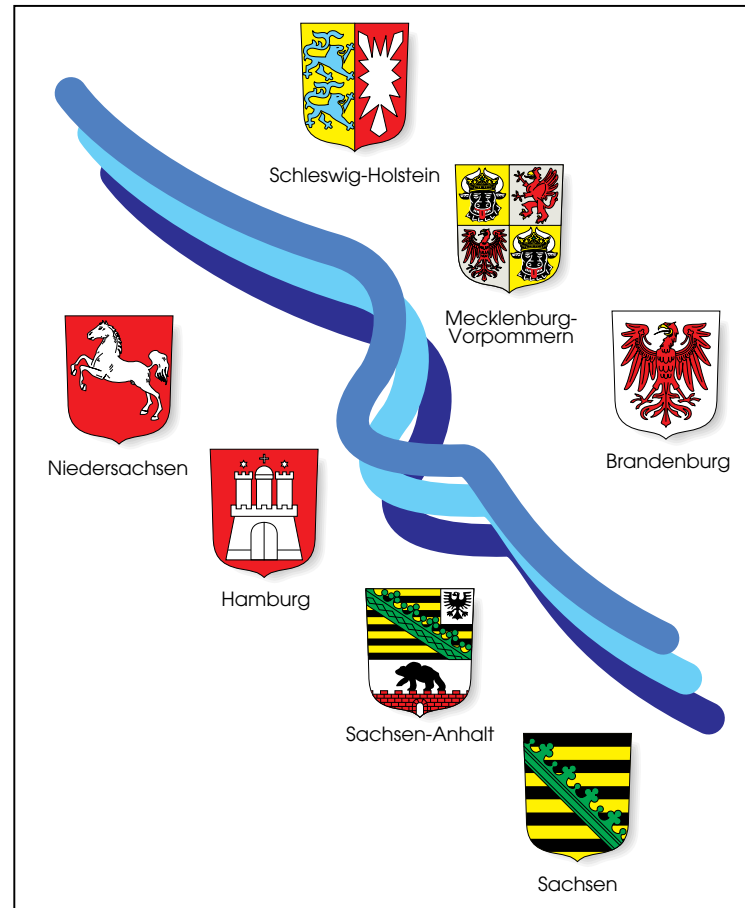 Schleswig-Holstein
Mecklenburg-
Vorpommern
Niedersachsen
Brandenburg
Hamburg
Sachsen-Anhalt
Sachsen